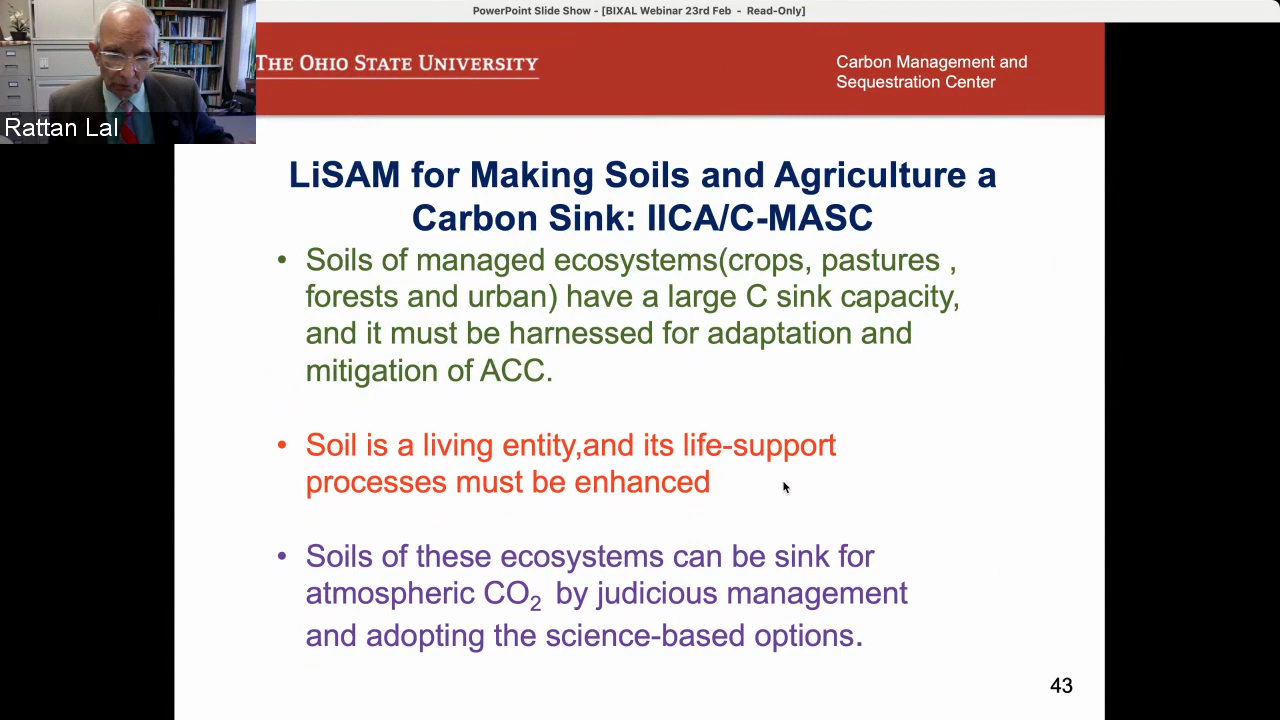 PowerPoint Slide Show - [BIXAL Webinar 23rd Feb - Read-Only]
THE OHIO STATE UNIVERSITY
Carbon Management and
Sequestration Center
Rattan Lal
LiSAM for Making Soils and Agriculture a
Carbon Sink: IICA/C-MASC
• Soils of managed ecosystems(crops, pastures ,
forests and urban) have a large C sink capacity,
and it must be harnessed for adaptation and
mitigation of ACC.
• Soil is a living entity,and its life-support
processes must be enhanced
• Soils of these ecosystems can be sink for
atmospheric CO₂ by judicious management
and adopting the science-based options.
43